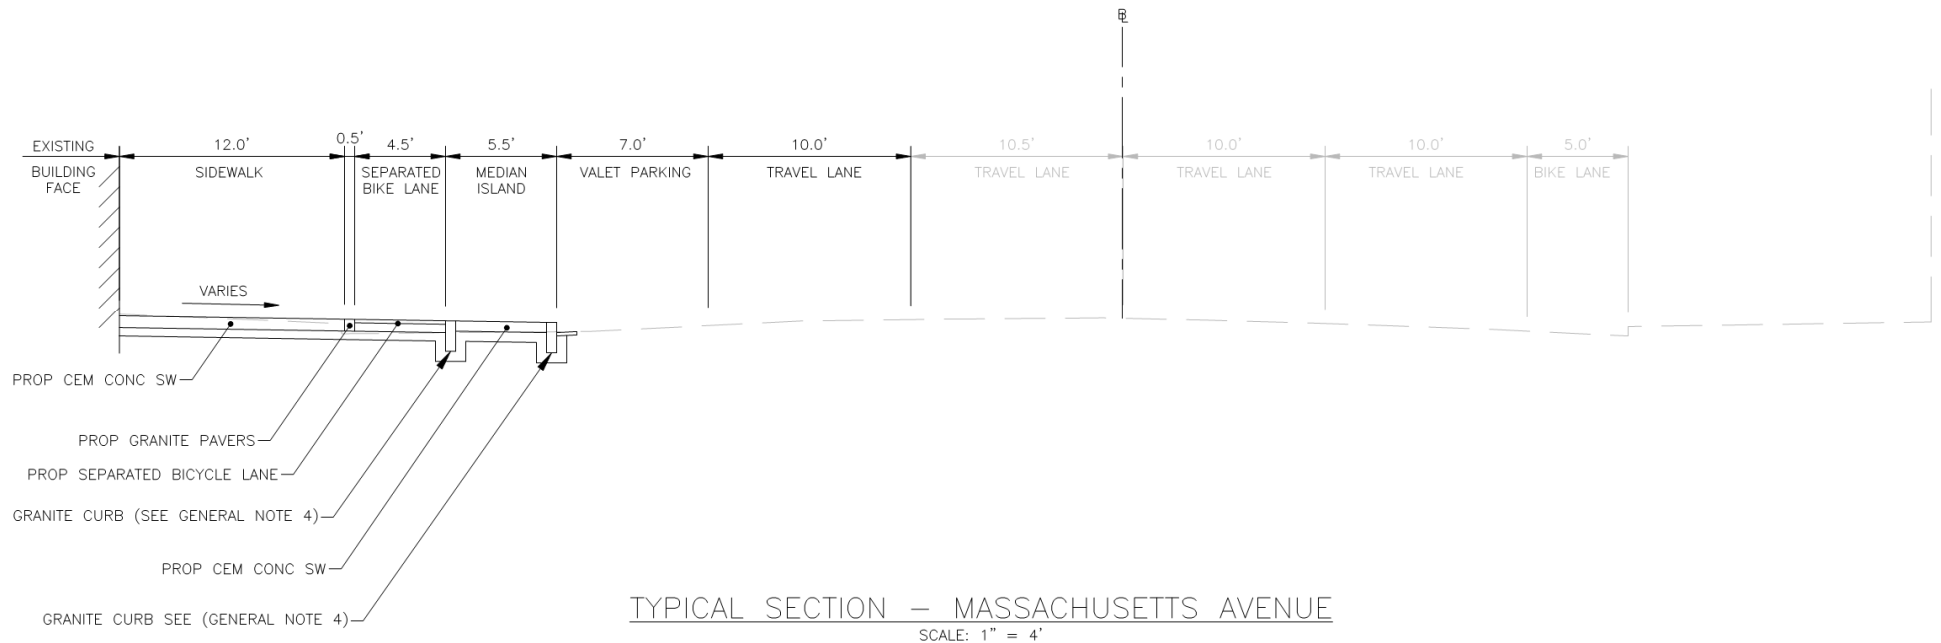 ℄
EXISTING
BUILDING
FACE
12.0'
SIDEWALK
0.5'
4.5'
SEPARATED
BIKE LANE
5.5'
MEDIAN
ISLAND
7.0'
VALET PARKING
10.0'
TRAVEL LANE
10.5'
TRAVEL LANE
10.0'
TRAVEL LANE
10.0'
TRAVEL LANE
5.0'
BIKE LANE
VARIES
PROP CEM CONC SW
PROP GRANITE PAVERS
PROP SEPARATED BICYCLE LANE
GRANITE CURB (SEE GENERAL NOTE 4)
PROP CEM CONC SW
GRANITE CURB SEE (GENERAL NOTE 4)
TYPICAL SECTION – MASSACHUSETTS AVENUE
SCALE: 1" = 4'